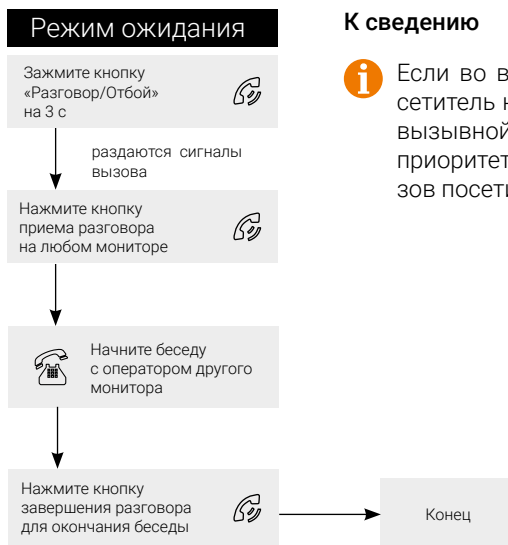 Режим ожидания
Зажмите кнопку
«Разговор/Отбой»
на 3 с
раздаются сигналы
вызова
Нажмите кнопку
приема разговора
на любом мониторе
Начните беседу
с оператором другого
монитора
Нажмите кнопку
завершения разговора
для окончания беседы
Конец
К сведению
Если во в
сетитель н
вызывной
приоритет
зов посети